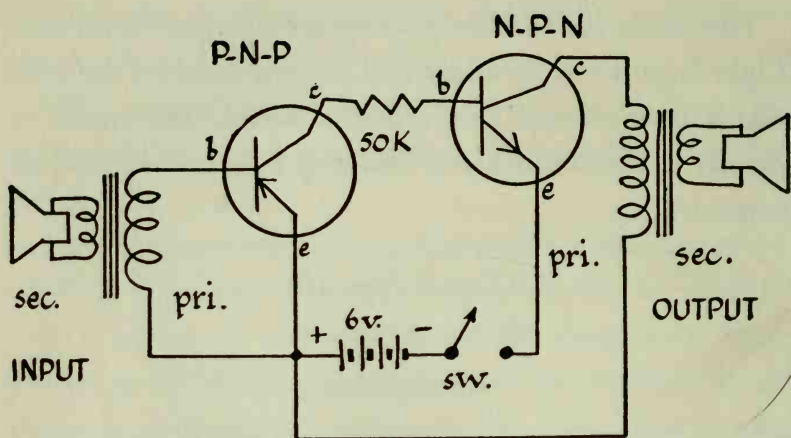 P-N-P
N-P-N
c
c
b
50K
b
e
e
sec.
pri.
+ 6v. -
sw.
pri.
sec.
INPUT
OUTPUT